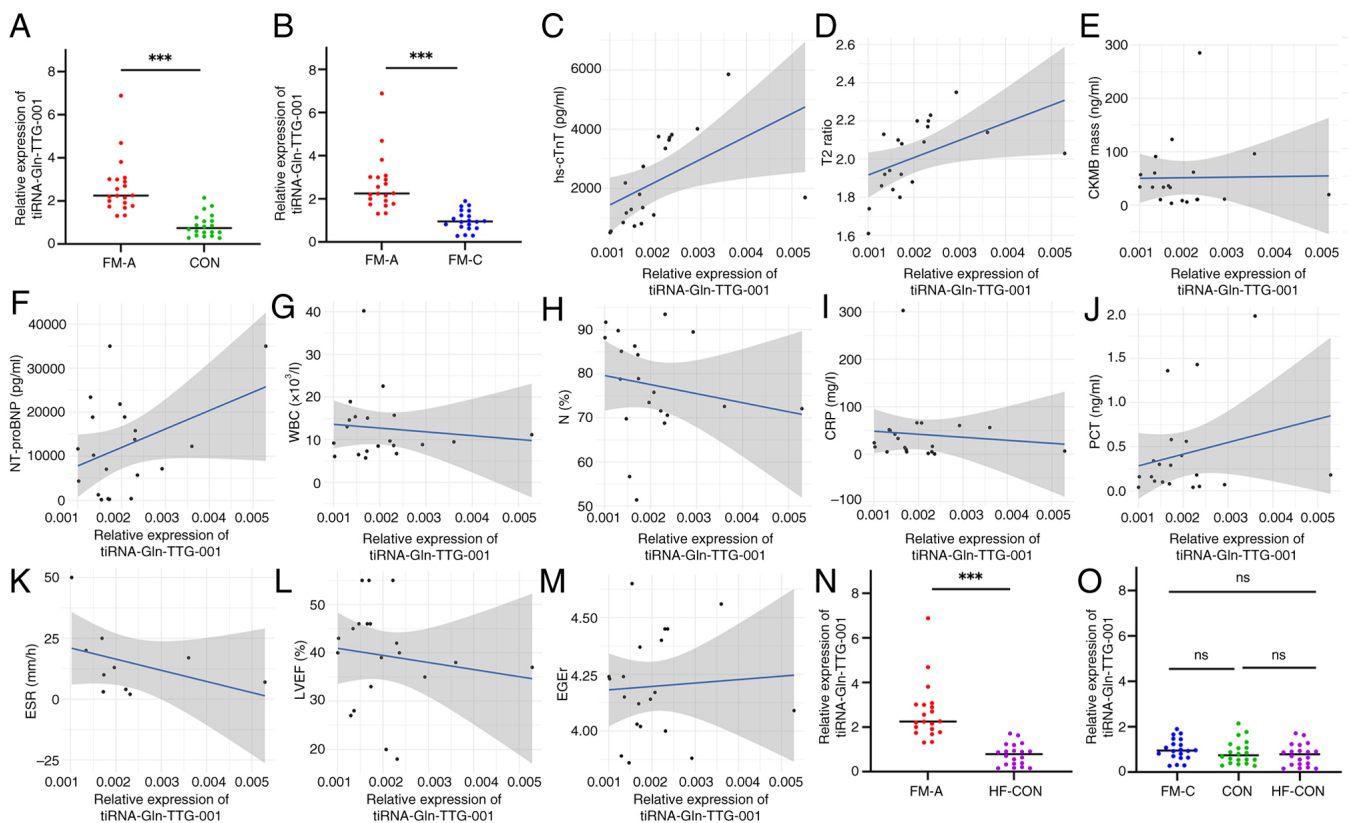 A
Relative expression of
tiRNA-Gln-TTG-001
***
8
6
4
2
0
FM-A
CON
B
Relative expression of
tiRNA-Gln-TTG-001
***
8
6
4
2
0
FM-A
FM-C
C
hs-cTnT (pg/ml)
6000
4000
2000
0.001 0.002 0.003 0.004 0.005
Relative expression of
tiRNA-Gln-TTG-001
D
T2 ratio
2.6
2.4
2.2
2.0
1.8
1.6
0.001 0.002 0.003 0.004 0.005
Relative expression of
tiRNA-Gln-TTG-001
E
CKMB mass (ng/ml)
300
200
100
0
0.001 0.002 0.003 0.004 0.005
Relative expression of
tiRNA-Gln-TTG-001
F
NT-proBNP (pg/ml)
40000
30000
20000
10000
0
0.001 0.002 0.003 0.004 0.005
Relative expression of
tiRNA-Gln-TTG-001
G
WBC (x10³/l)
40
30
20
10
0
0.001 0.002 0.003 0.004 0.005
Relative expression of
tiRNA-Gln-TTG-001
H
N (%)
90
80
70
60
50
0.001 0.002 0.003 0.004 0.005
Relative expression of
tiRNA-Gln-TTG-001
I
CRP (mg/l)
300
200
100
50
0
−100
0.001 0.002 0.003 0.004 0.005
Relative expression of
tiRNA-Gln-TTG-001
J
PCT (ng/ml)
2.0
1.5
1.0
0.5
0.0
0.001 0.002 0.003 0.004 0.005
Relative expression of
tiRNA-Gln-TTG-001
K
ESR (mm/h)
50
25
0
−25
0.001 0.002 0.003 0.004 0.005
Relative expression of
tiRNA-Gln-TTG-001
L
LVEF (%)
50
40
30
20
0.001 0.002 0.003 0.004 0.005
Relative expression of
tiRNA-Gln-TTG-001
M
EGEr
4.50
4.25
4.00
0.001 0.002 0.003 0.004 0.005
Relative expression of
tiRNA-Gln-TTG-001
N
Relative expression of
tiRNA-Gln-TTG-001
***
8
6
4
2
0
FM-A
HF-CON
O
Relative expression of
tiRNA-Gln-TTG-001
ns
ns
ns
8
6
4
2
0
FM-C
CON
HF-CON